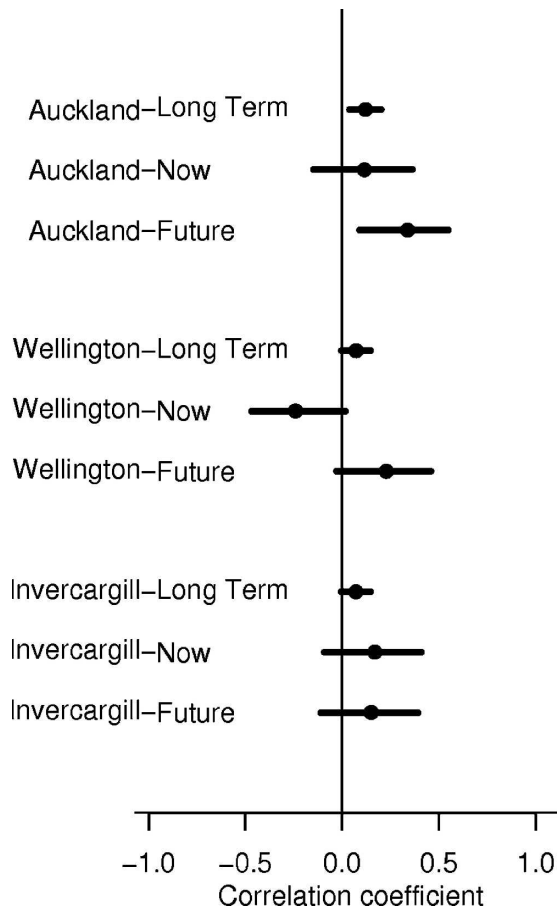 Auckland−Long Term
Auckland−Now
Auckland−Future
Wellington−Long Term
Wellington−Now
Wellington−Future
Invercargill−Long Term
Invercargill−Now
Invercargill−Future
−1.0 −0.5 0.0 0.5 1.0
Correlation coefficient